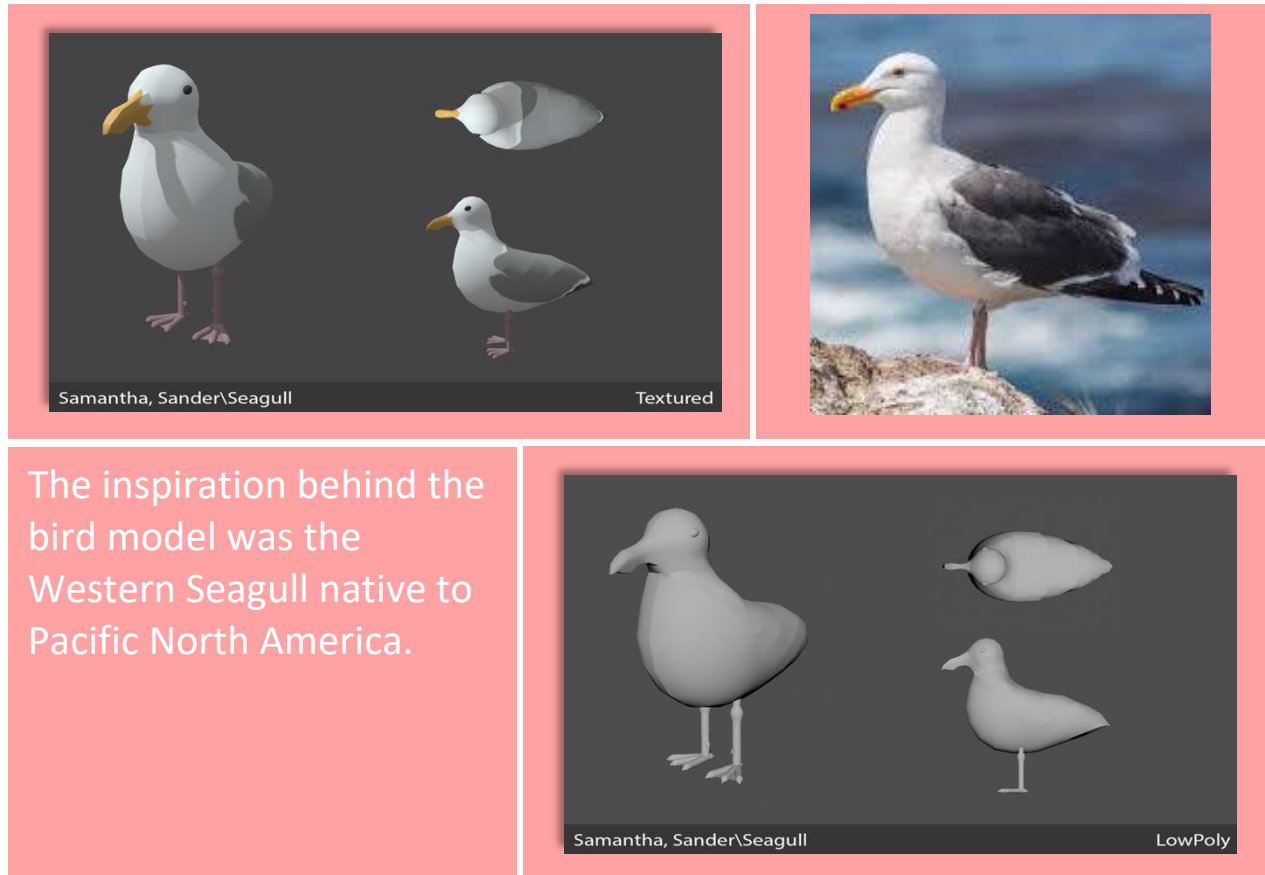 Samantha, Sander\Seagull
Textured
The inspiration behind the
bird model was the
Western Seagull native to
Pacific North America.
Samantha, Sander\Seagull
LowPoly